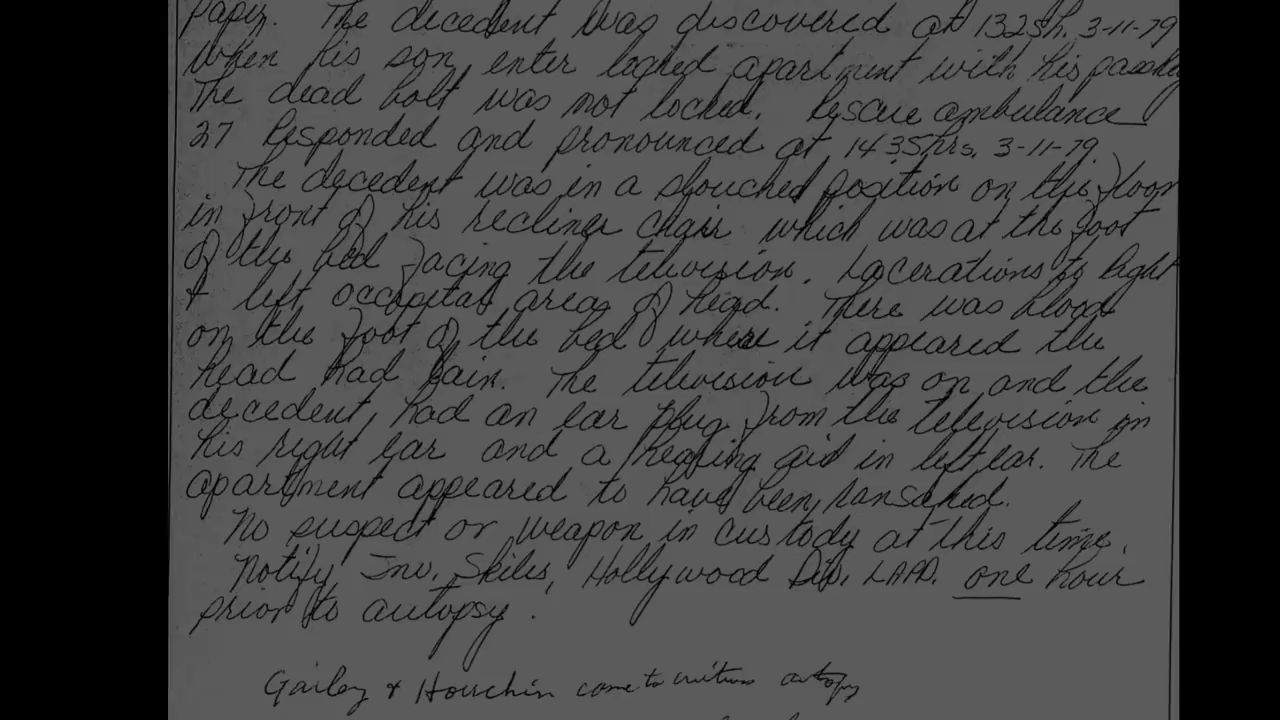 paper. The decedent was discovered at 1325h. 3-11-79
when his son, enter locked apartment with his passkey
The dead bolt was not locked. Rescue ambulance
27 Responded and pronounced at 1435hrs. 3-11-79.
The decedent was in a slouched position on the floor
in front of his recliner chair which was at the foot
of the bed facing the television. Lacerations to Right
+ left occipital areas of head. There was blood
on the foot of the bed where it appeared the
head had lain. The television was on and the
decedent, had an ear plug from the television in
his right ear and a hearing aid in left ear. The
apartment appeared to have been ransacked.
No suspect or weapon in custody at this time.
Notify Inv. Skiles, Hollywood Div. LAPD. one hour
prior to autopsy.
Gailey + Houchin came to witness autopsy